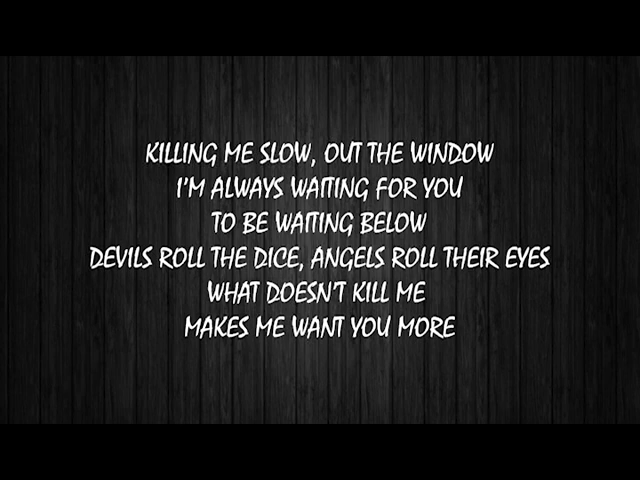 KILLING ME SLOW, OUT THE WINDOW
I'M ALWAYS WAITING FOR YOU
TO BE WAITING BELOW
DEVILS ROLL THE DICE, ANGELS ROLL THEIR EYES
WHAT DOESN'T KILL ME
MAKES ME WANT YOU MORE